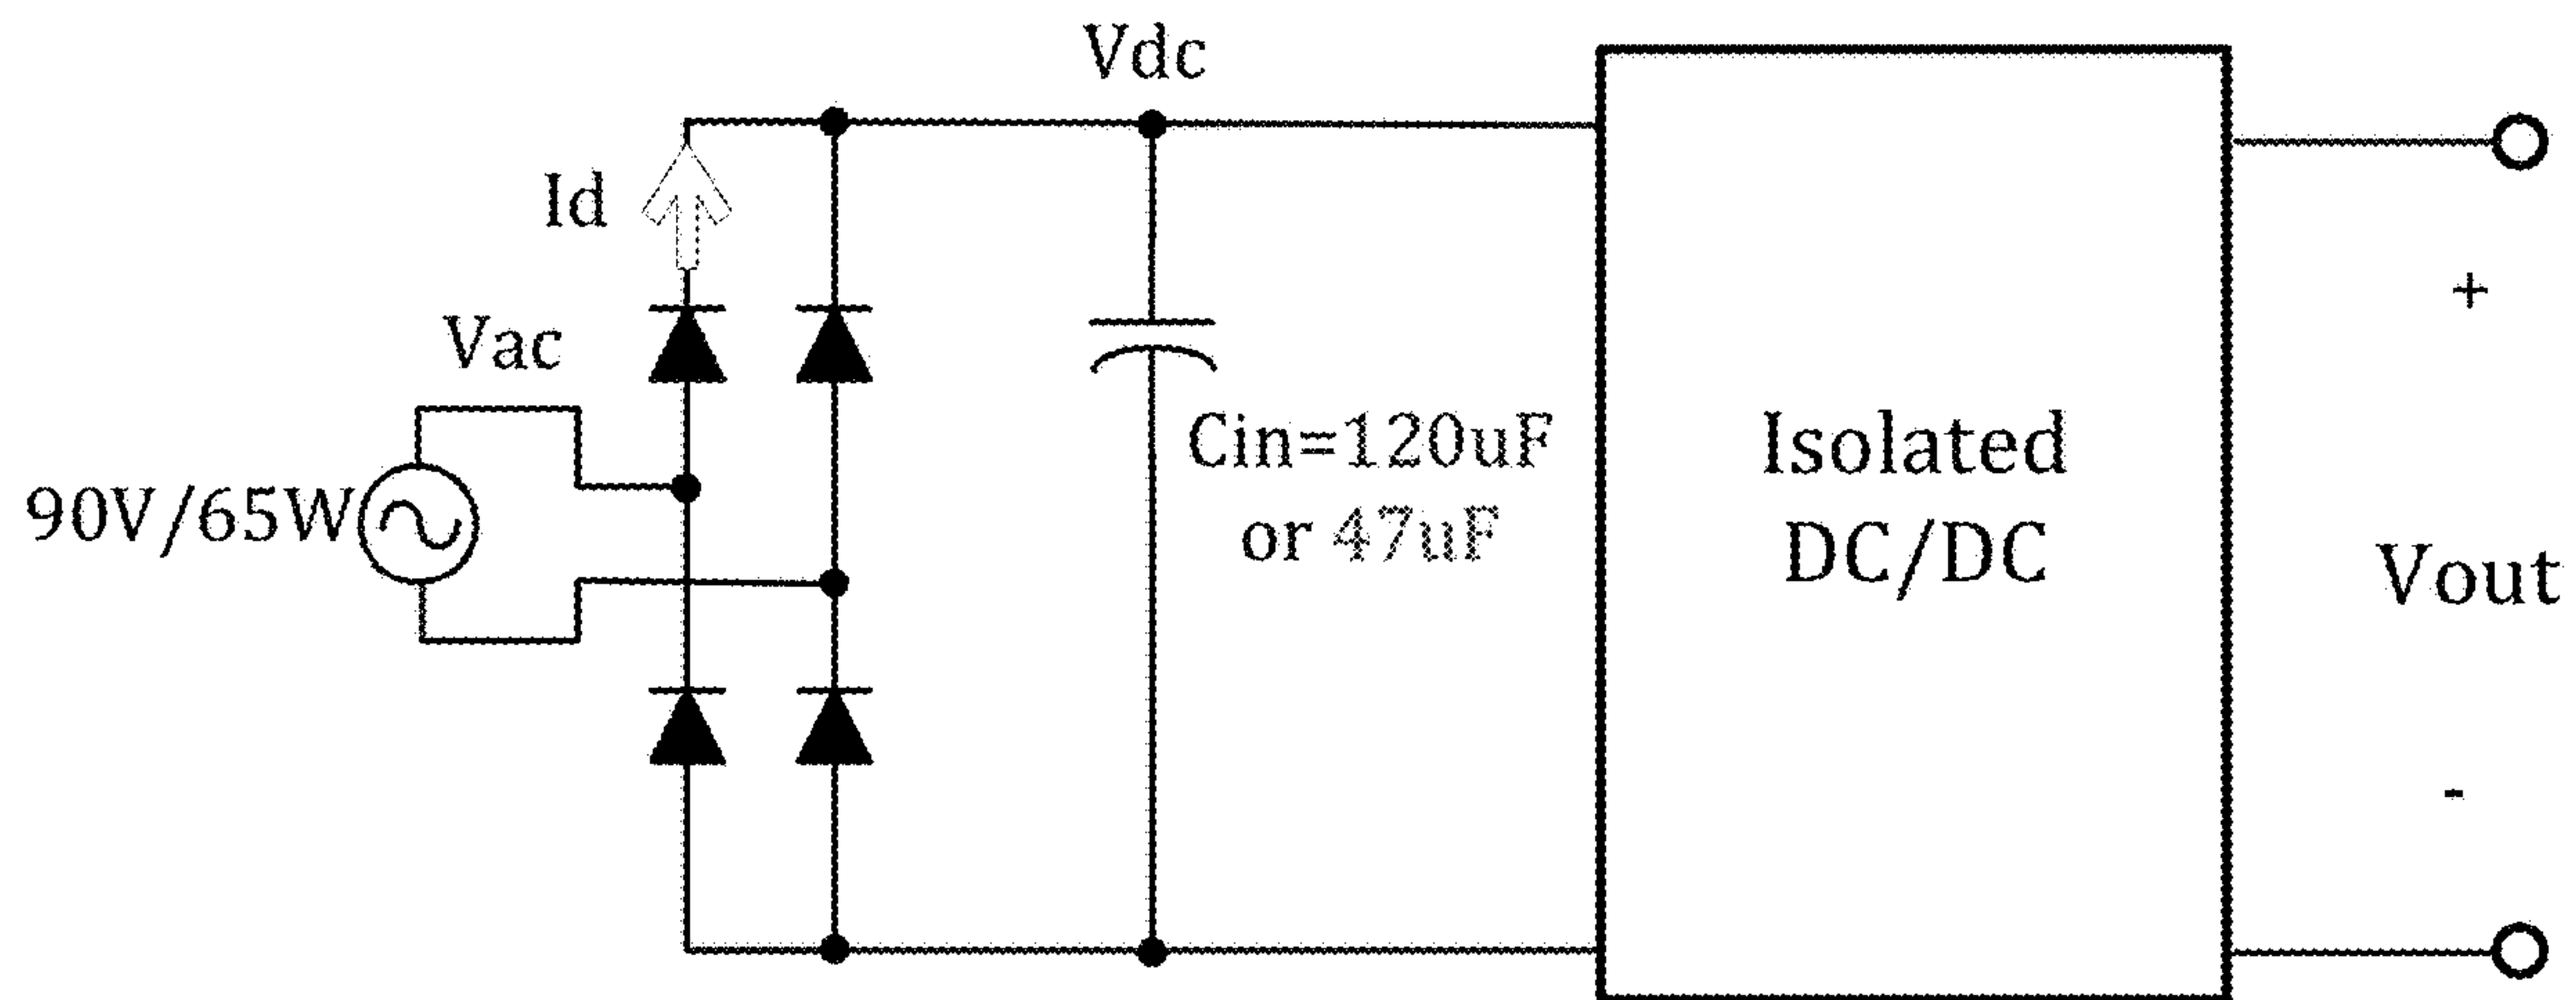 Vdc
Id
Vac
90V/65W
Cin=120uF
or 47uF
Isolated
DC/DC
+
Vout
-